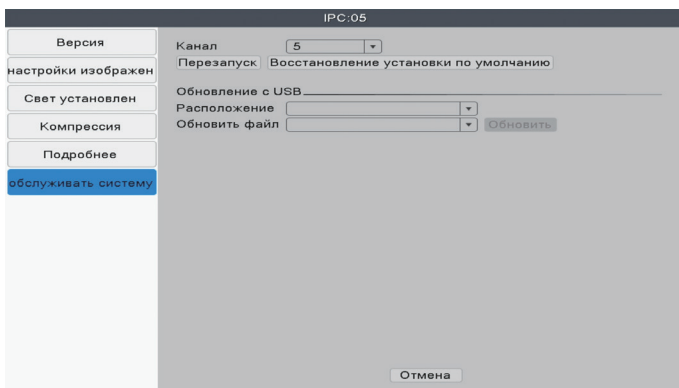 IPC:05
Версия
настройки изображен
Свет установлен
Компрессия
Подробнее
обслуживать систему
Канал 5
Перезапуск Восстановление установки по умолчанию
Обновление с USB
Расположение
Обновить файл Обновить
Отмена